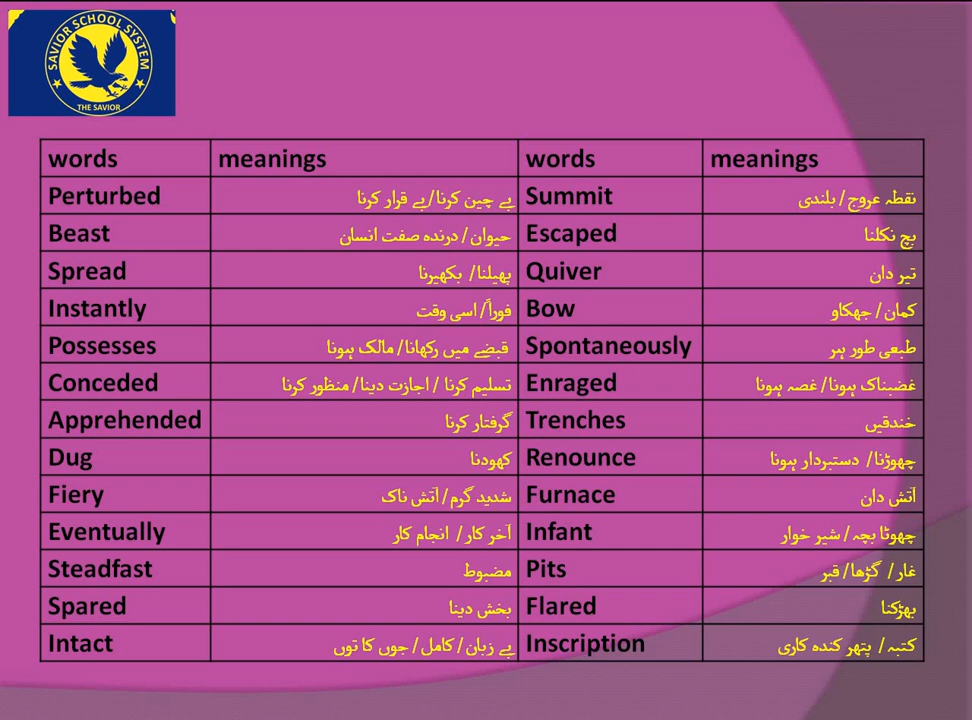 SAVIOR SCHOOL SYSTEM
THE SAVIOR
words meanings words meanings
Perturbed بے چین کرنا/بے قرار کرنا Summit نقطہ عروج/ بلندی
Beast حیوان/ درندہ صفت انسان Escaped بچ نکلنا
Spread پھیلنا/ بکھیرنا Quiver تیر دان
Instantly فوراً/ اسی وقت Bow کمان/ جھکاو
Possesses قبضے میں رکھانا/ مالک ہونا Spontaneously طبعی طور ہر
Conceded تسلیم کرنا / اجازت دینا/ منظور کرنا Enraged غضبناک ہونا/ غصہ ہونا
Apprehended گرفتار کرنا Trenches خندقیں
Dug کھودنا Renounce چھوڑنا/ دستبردار ہونا
Fiery شدید گرم/ آتش ناک Furnace آتش دان
Eventually آخر کار/ انجام کار Infant چھوٹا بچہ/ شیر خوار
Steadfast مضبوط Pits غار/ گڑھا/ قبر
Spared بخش دینا Flared بھڑکنا
Intact بے زبان/ کامل/ جوں کا توں Inscription کتبہ/ پتھر کندہ کاری